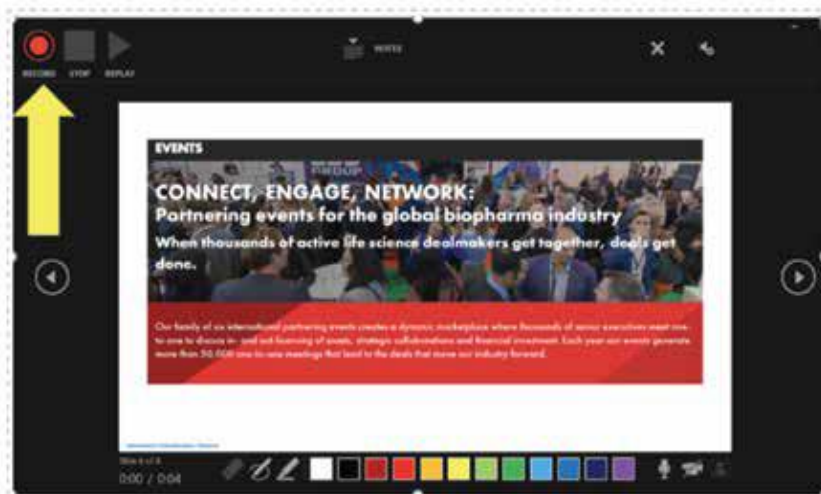 RECORD STOP REPLAY
NOTES
EVENTS
CONNECT, ENGAGE, NETWORK:
Partnering events for the global biopharma industry
When thousands of active life science dealmakers get together, deals get
done.
Our family of six international partnering events creates a dynamic marketplace where thousands of senior executives meet one-
to-one to discuss in- and out-licensing of assets, strategic collaborations and financial investment. Each year our events generate
more than 50,000 one-to-one meetings that lead to the deals that move our industry forward.
0:00 / 0:04